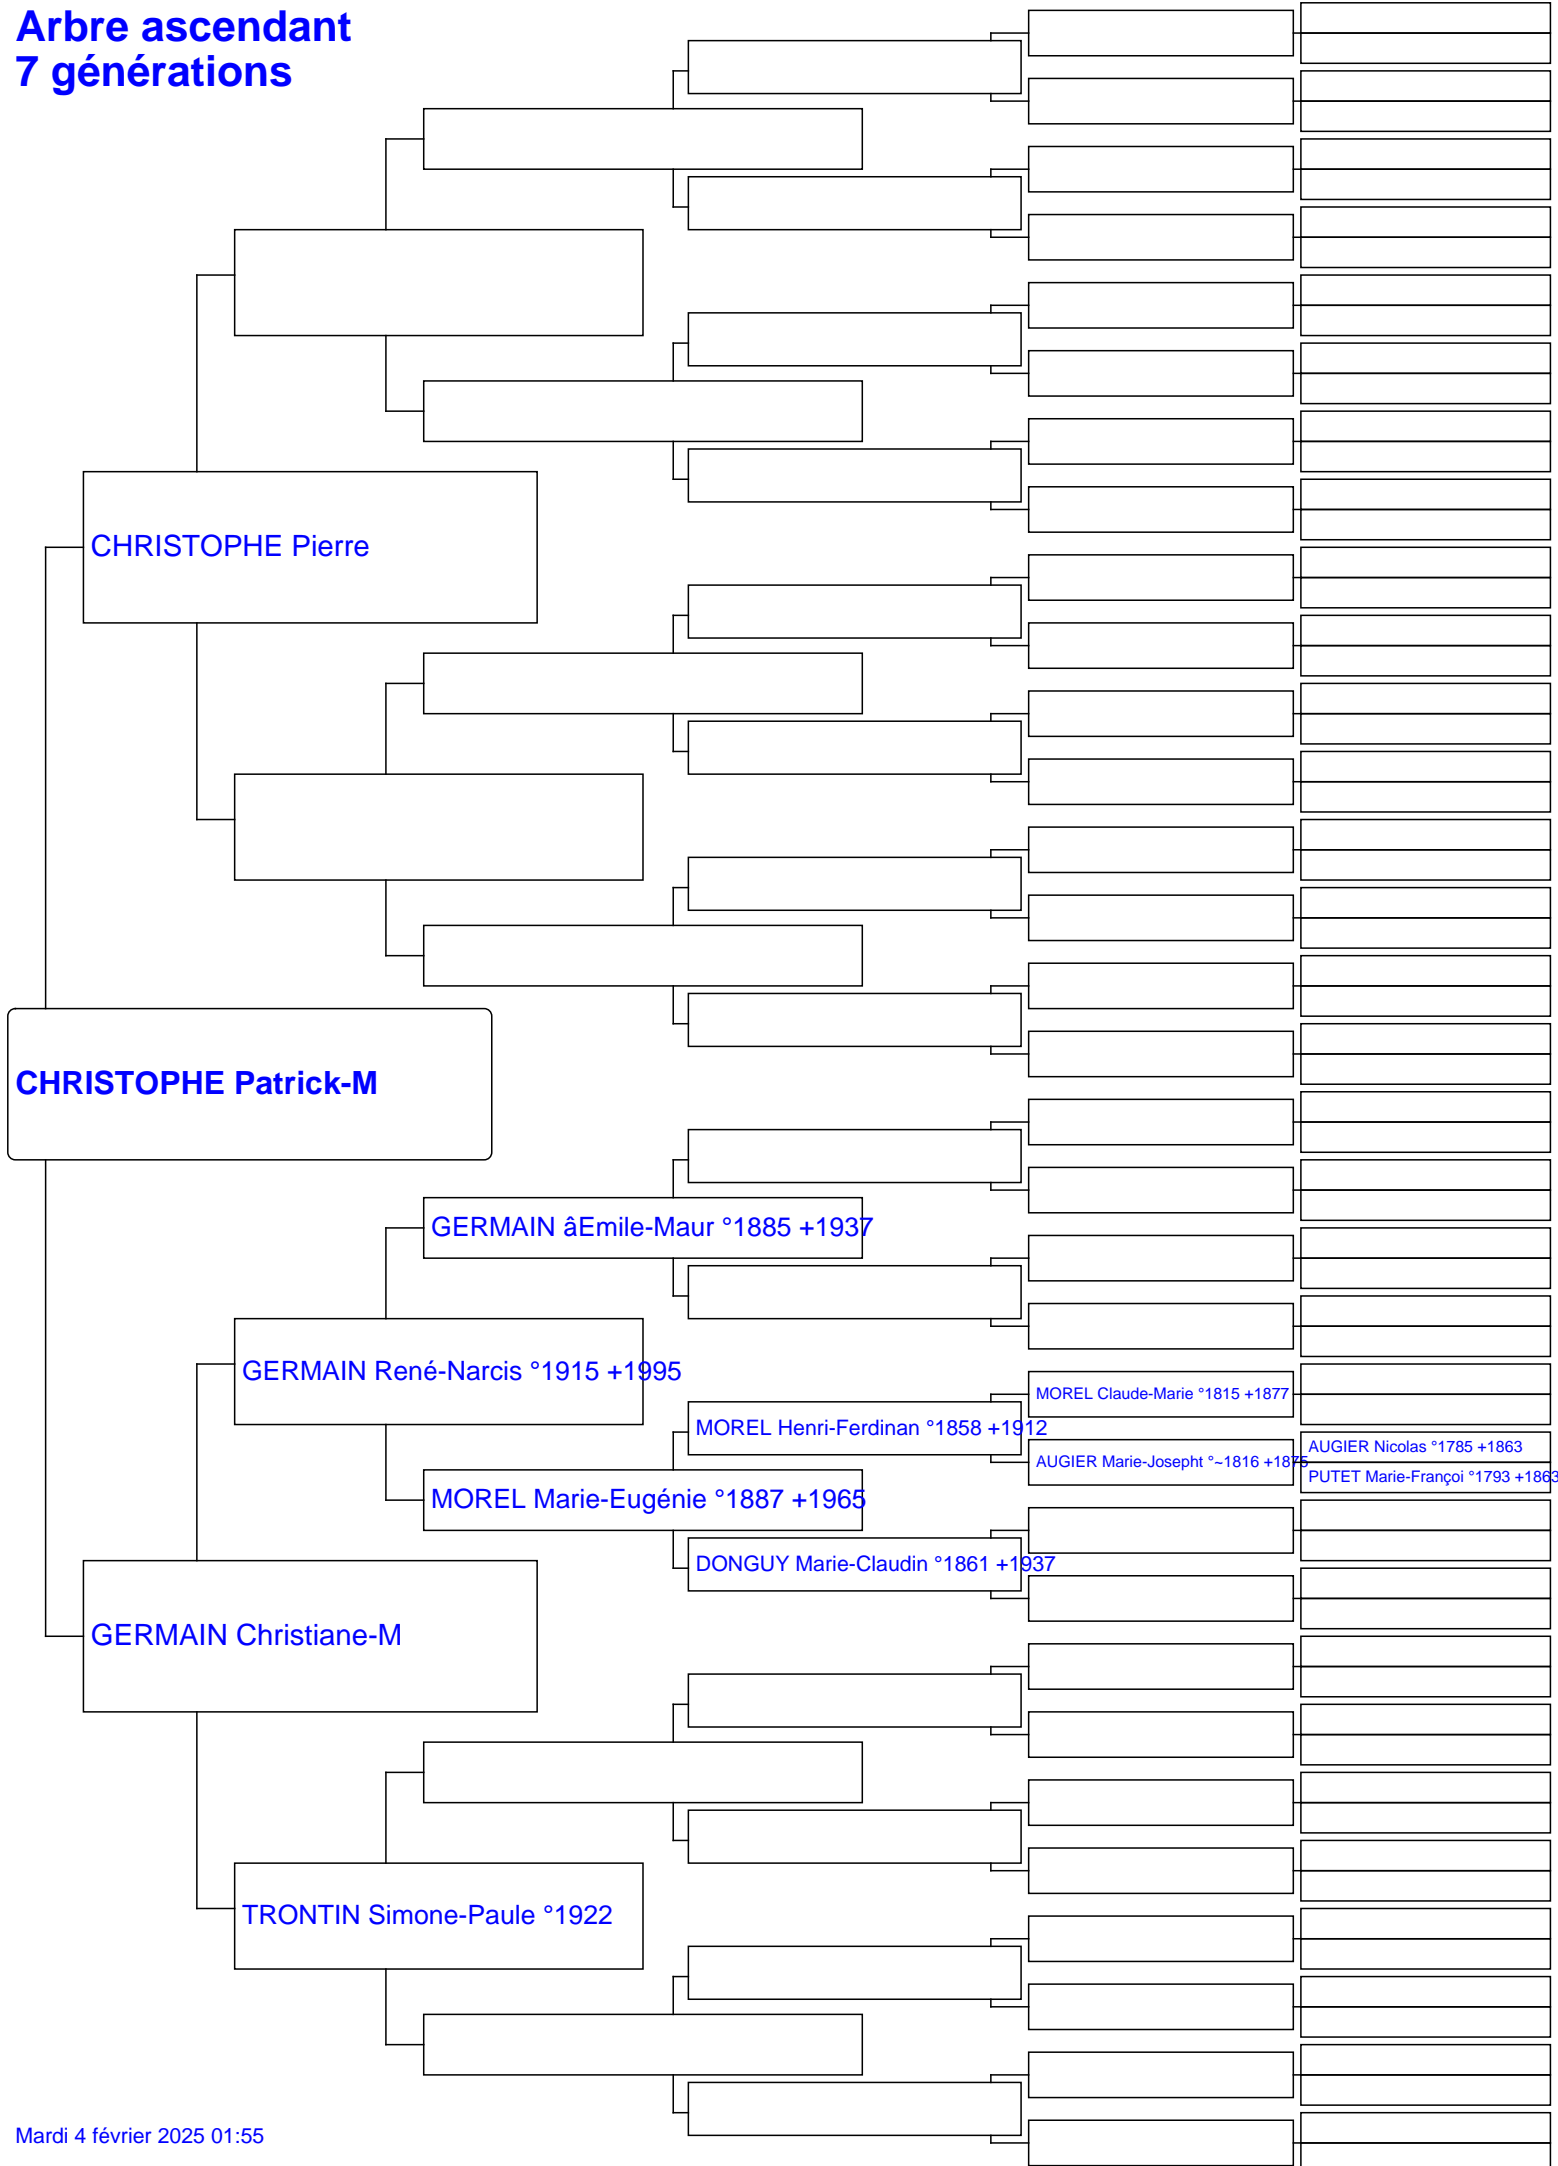 Arbre ascendant
7 générations
CHRISTOPHE Pierre
CHRISTOPHE Patrick-M
GERMAIN âEmile-Maur °1885 +1937
GERMAIN René-Narcis °1915 +1995
MOREL Claude-Marie °1815 +1877
MOREL Henri-Ferdinan °1858 +1912
AUGIER Nicolas °1785 +1863
AUGIER Marie-Josepht °~1816 +1875
PUTET Marie-Françoi °1793 +1863
MOREL Marie-Eugénie °1887 +1965
DONGUY Marie-Claudin °1861 +1937
GERMAIN Christiane-M
TRONTIN Simone-Paule °1922
Mardi 4 février 2025 01:55